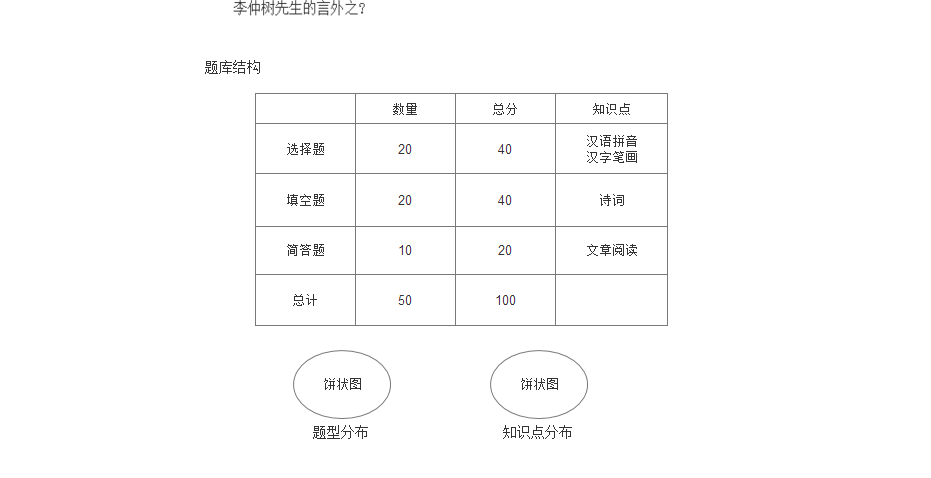 李仲树先生的言外之?
题库结构
数量 总分 知识点
选择题 20 40 汉语拼音
汉字笔画
填空题 20 40 诗词
简答题 10 20 文章阅读
总计 50 100
饼状图 饼状图
题型分布 知识点分布